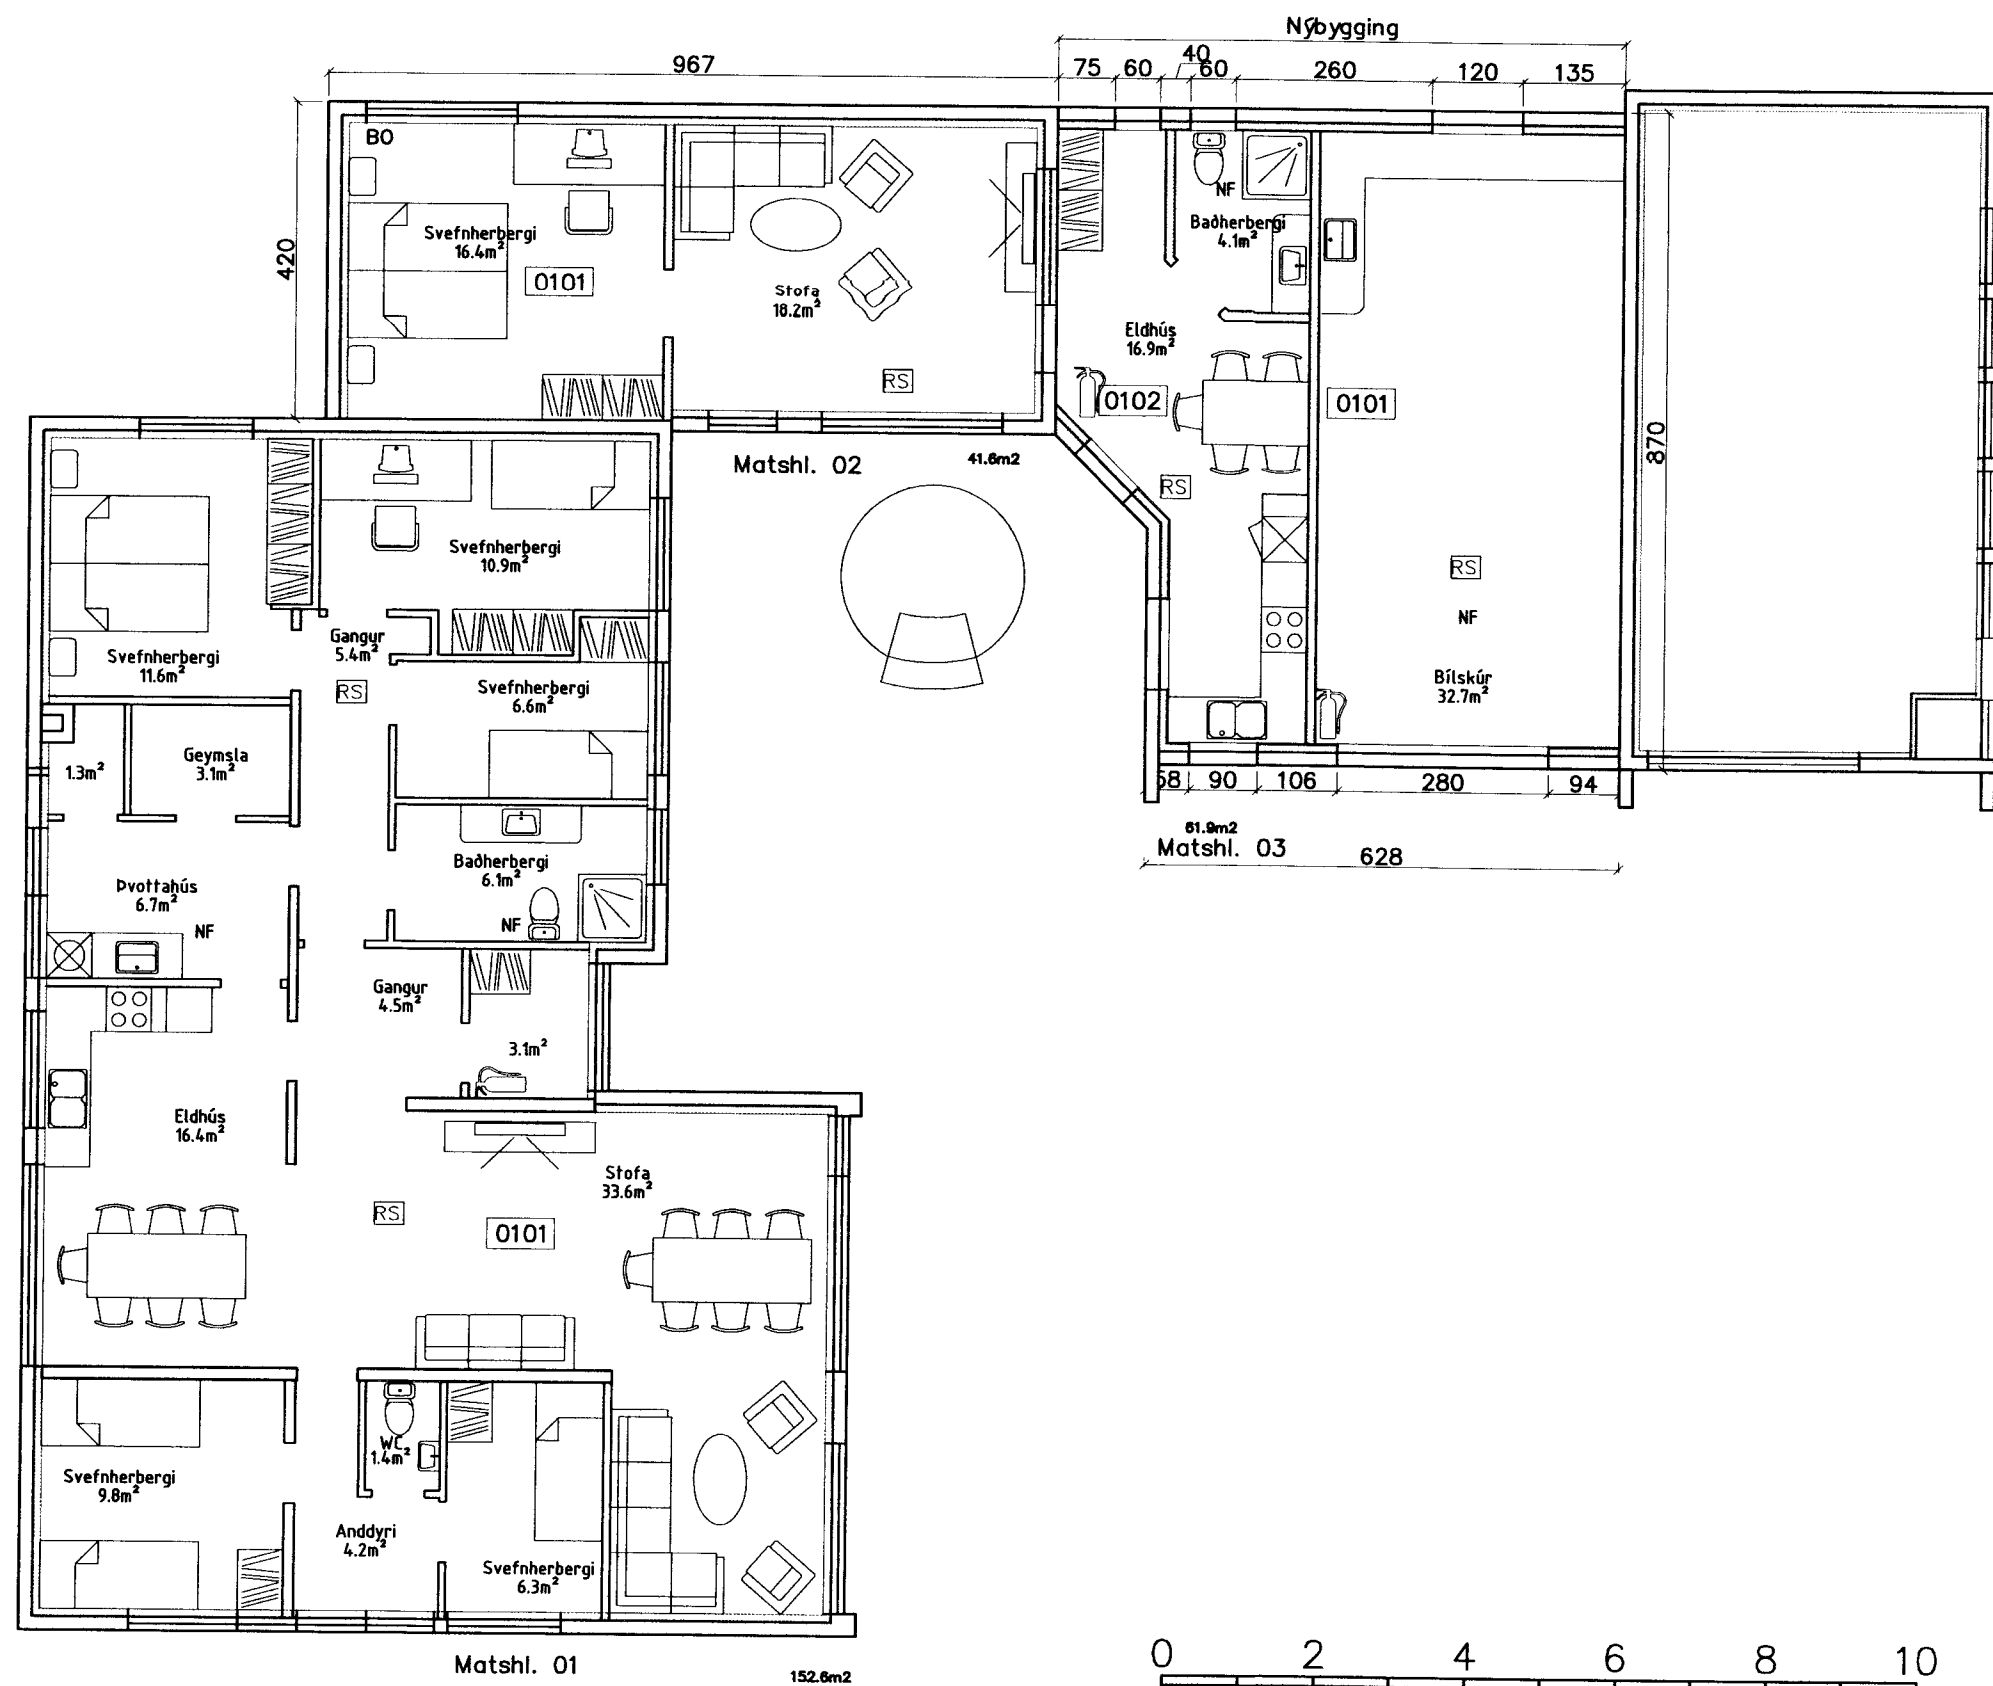 Nýbygging
967
75 60 40 60 260 120 135
BO
420
Svefnherbergi
16.4m²
0101
Stofa
18.2m²
RS
NF
Baðherbergi
4.1m²
Eldhús
16.9m²
0102
0101
870
Matshl. 02
41.6m2
RS
RS
NF
Bílskúr
32.7m²
Svefnherbergi
10.9m²
Gangur
5.4m²
Svefnherbergi
11.6m²
RS
Svefnherbergi
6.6m²
Geymsla
3.1m²
1.3m²
90 106 280 94
61.9m2
Matshl. 03
628
Baðherbergi
6.1m²
NF
Þvottahús
6.7m²
NF
Gangur
4.5m²
3.1m²
Eldhús
16.4m²
Stofa
33.6m²
RS
0101
WC
1.4m²
Svefnherbergi
9.8m²
Anddyri
4.2m²
Svefnherbergi
6.3m²
Matshl. 01
152.6m2
0 2 4 6 8 10